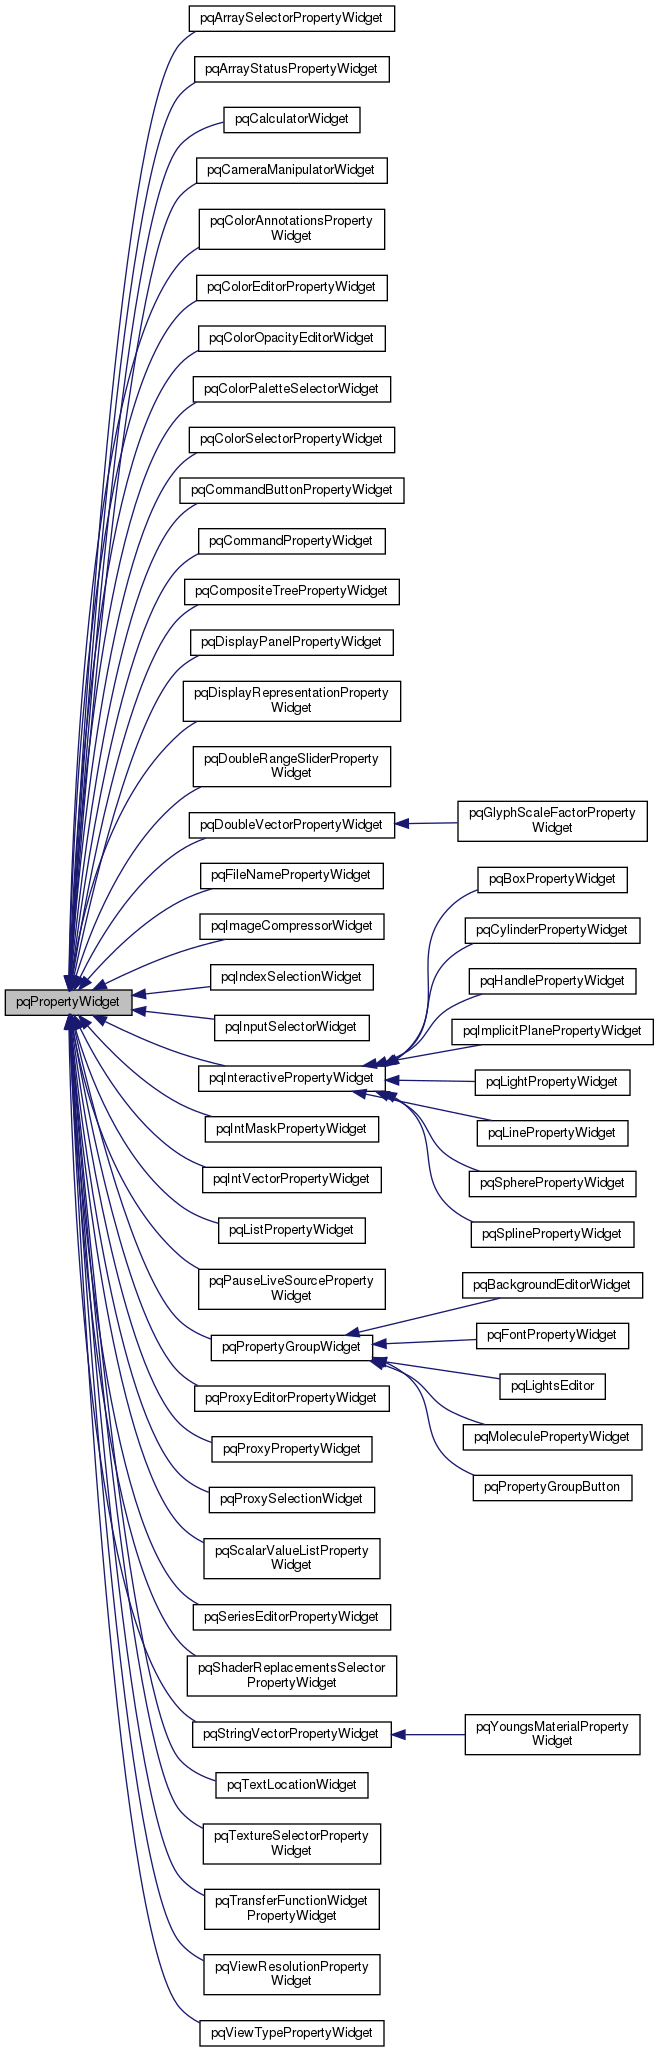 pqArraySelectorPropertyWidget
pqArrayStatusPropertyWidget
pqCalculatorWidget
pqCameraManipulatorWidget
pqColorAnnotationsProperty
Widget
pqColorEditorPropertyWidget
pqColorOpacityEditorWidget
pqColorPaletteSelectorWidget
pqColorSelectorPropertyWidget
pqCommandButtonPropertyWidget
pqCommandPropertyWidget
pqCompositeTreePropertyWidget
pqDisplayPanelPropertyWidget
pqDisplayRepresentationProperty
Widget
pqDoubleRangeSliderProperty
Widget
pqDoubleVectorPropertyWidget
pqGlyphScaleFactorProperty
Widget
pqFileNamePropertyWidget
pqImageCompressorWidget
pqIndexSelectionWidget
pqPropertyWidget
pqInputSelectorWidget
pqInteractivePropertyWidget
pqBoxPropertyWidget
pqCylinderPropertyWidget
pqHandlePropertyWidget
pqImplicitPlanePropertyWidget
pqLightPropertyWidget
pqLinePropertyWidget
pqSpherePropertyWidget
pqSplinePropertyWidget
pqIntMaskPropertyWidget
pqIntVectorPropertyWidget
pqListPropertyWidget
pqPauseLiveSourceProperty
Widget
pqPropertyGroupWidget
pqBackgroundEditorWidget
pqFontPropertyWidget
pqLightsEditor
pqMoleculePropertyWidget
pqPropertyGroupButton
pqProxyEditorPropertyWidget
pqProxyPropertyWidget
pqProxySelectionWidget
pqScalarValueListProperty
Widget
pqSeriesEditorPropertyWidget
pqShaderReplacementsSelector
PropertyWidget
pqStringVectorPropertyWidget
pqYoungsMaterialProperty
Widget
pqTextLocationWidget
pqTextureSelectorProperty
Widget
pqTransferFunctionWidget
PropertyWidget
pqViewResolutionProperty
Widget
pqViewTypePropertyWidget